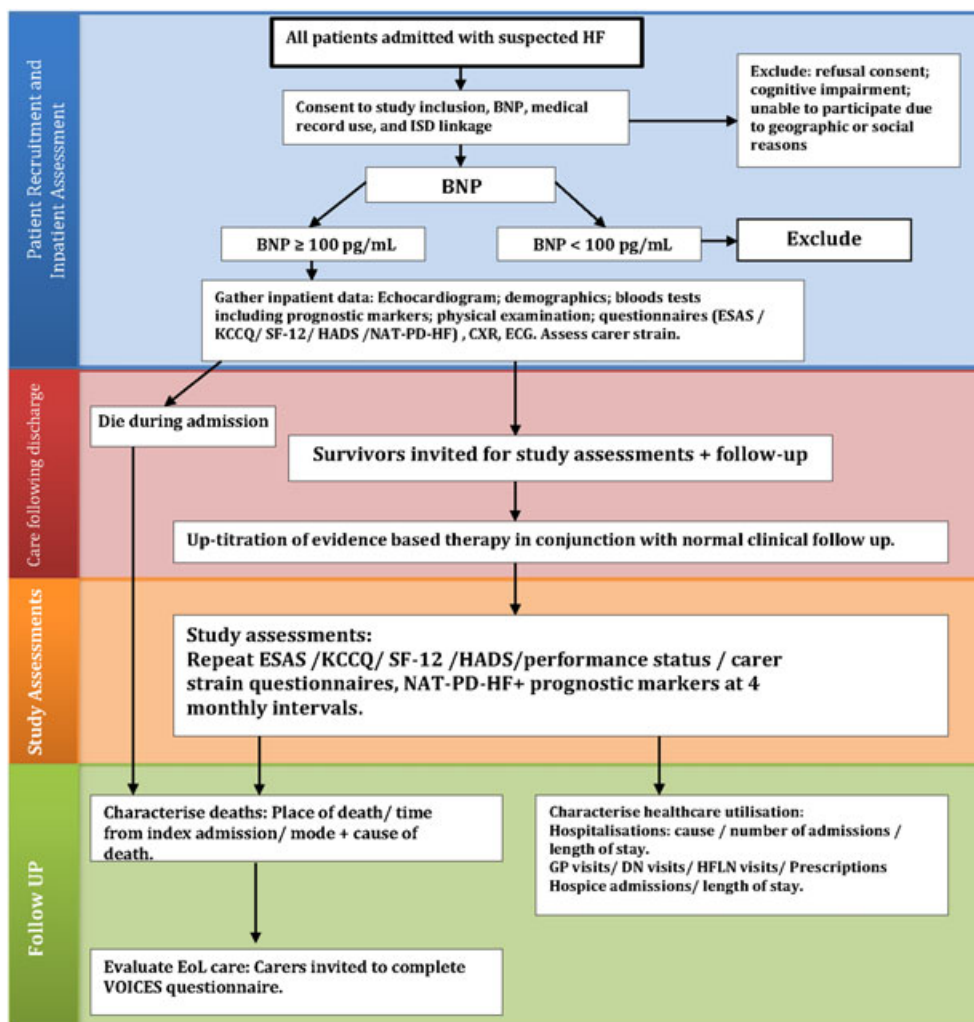 Patient Recruitment and
Inpatient Assessment
All patients admitted with suspected HF
Consent to study inclusion, BNP, medical
record use, and ISD linkage
Exclude: refusal consent;
cognitive impairment;
unable to participate due
to geographic or social
reasons
BNP
BNP ≥ 100 pg/mL
BNP < 100 pg/mL
Exclude
Gather inpatient data: Echocardiogram; demographics; bloods tests
including prognostic markers; physical examination; questionnaires (ESAS /
KCCQ/ SF-12/ HADS /NAT-PD-HF) , CXR, ECG. Assess carer strain.
Care following discharge
Die during admission
Survivors invited for study assessments + follow-up
Up-titration of evidence based therapy in conjunction with normal clinical follow up.
Study Assessments
Study assessments:
Repeat ESAS /KCCQ/ SF-12 /HADS/performance status / carer
strain questionnaires, NAT-PD-HF+ prognostic markers at 4
monthly intervals.
Follow UP
Characterise deaths: Place of death/ time
from index admission/ mode + cause of
death.
Characterise healthcare utilisation:
Hospitalisations: cause / number of admissions /
length of stay.
GP visits/ DN visits/ HFLN visits/ Prescriptions
Hospice admissions/ length of stay.
Evaluate EoL care: Carers invited to complete
VOICES questionnaire.